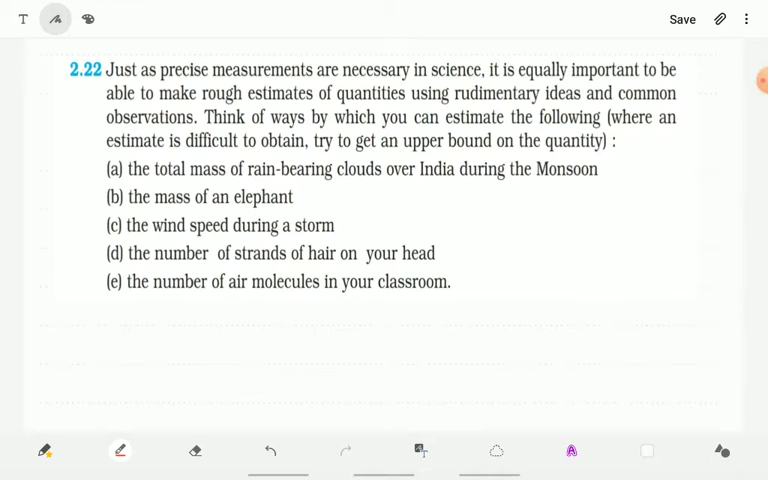 T
Save
2.22 Just as precise measurements are necessary in science, it is equally important to be
able to make rough estimates of quantities using rudimentary ideas and common
observations. Think of ways by which you can estimate the following (where an
estimate is difficult to obtain, try to get an upper bound on the quantity) :
(a) the total mass of rain-bearing clouds over India during the Monsoon
(b) the mass of an elephant
(c) the wind speed during a storm
(d) the number of strands of hair on your head
(e) the number of air molecules in your classroom.